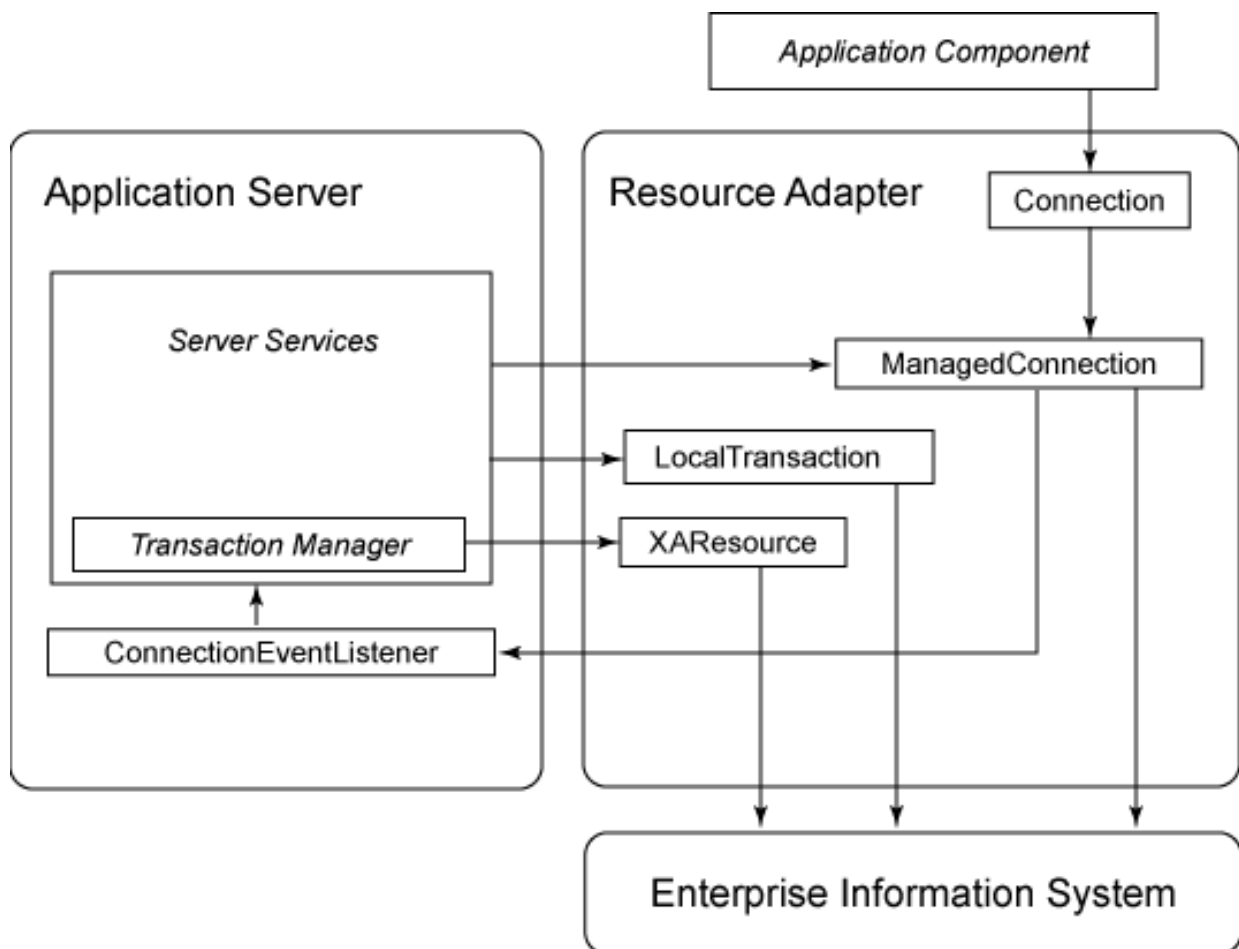 Application Component
Application Server
Resource Adapter
Connection
Server Services
ManagedConnection
LocalTransaction
Transaction Manager
XAResource
ConnectionEventListener
Enterprise Information System